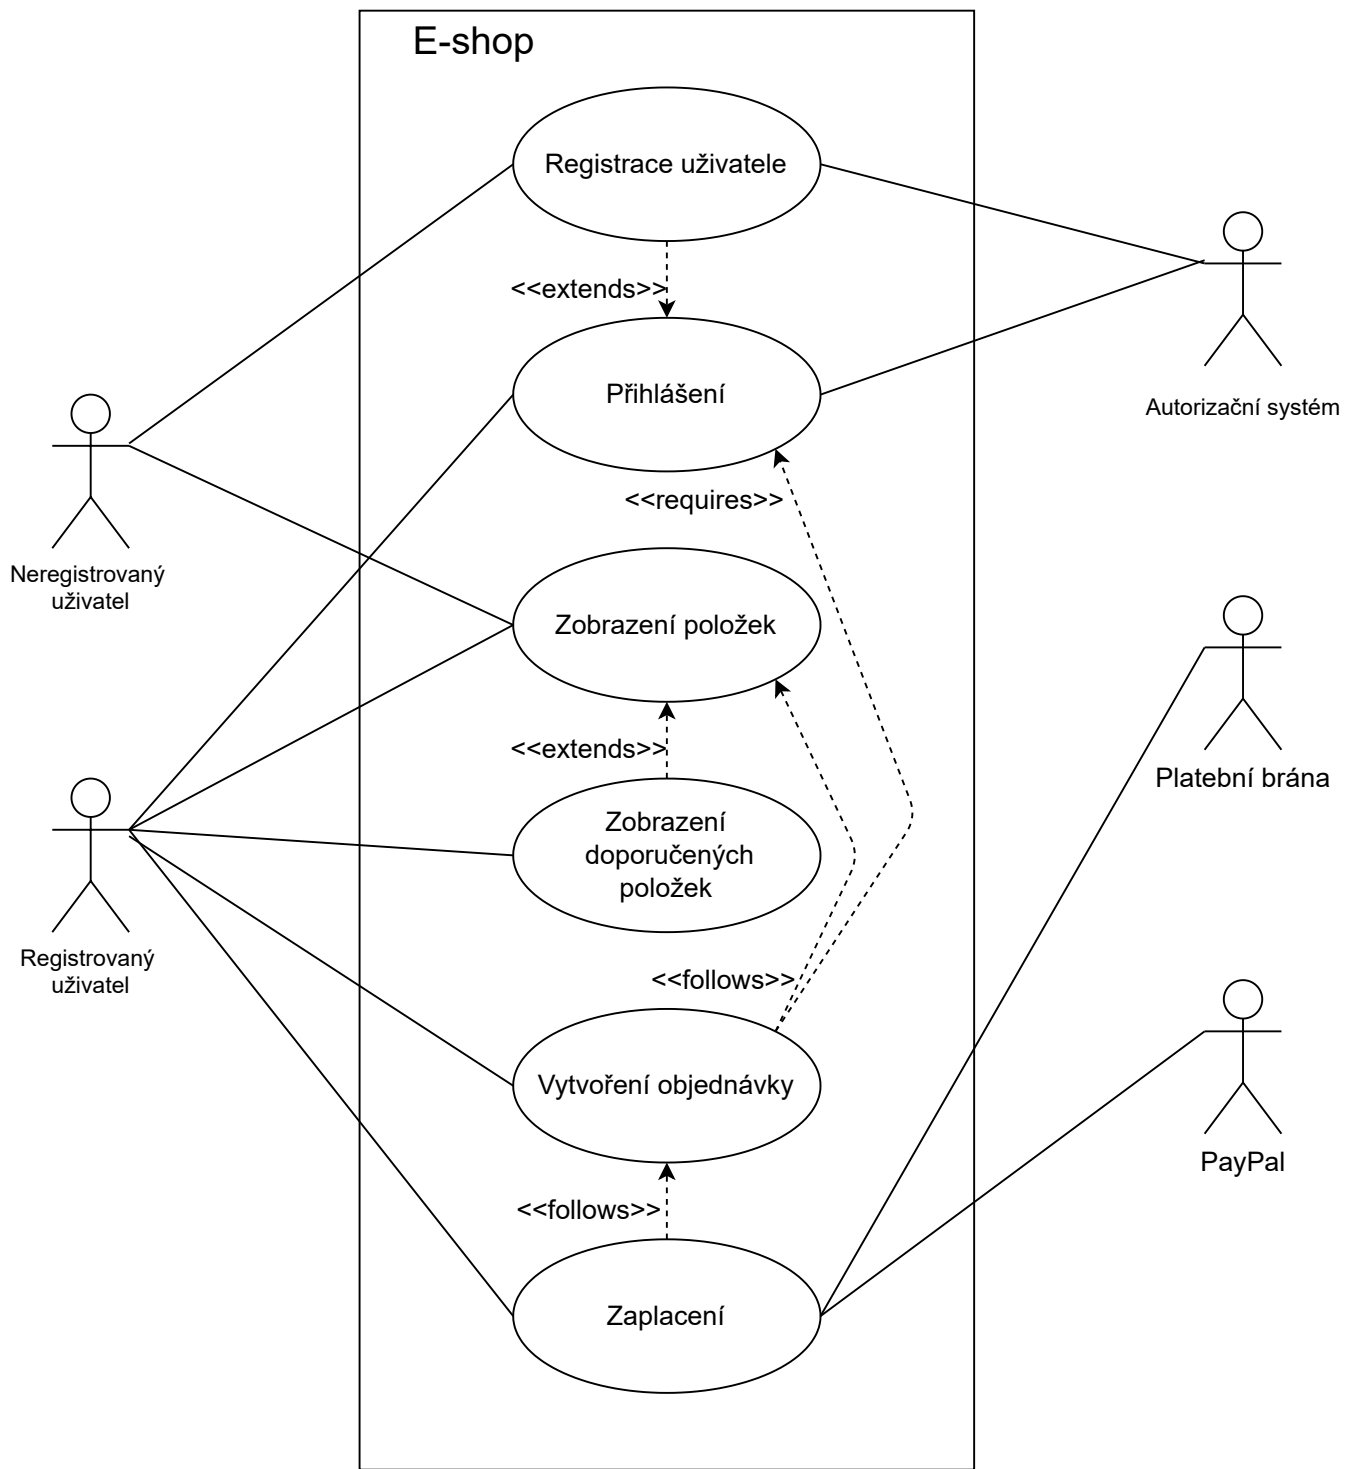 E-shop
Registrace uživatele
<<extends>>
Přihlášení
Autorizační systém
<<requires>>
Neregistrovaný
uživatel
Zobrazení položek
<<extends>>
Platební brána
Zobrazení
doporučených
položek
Registrovaný
uživatel
<<follows>>
Vytvoření objednávky
PayPal
<<follows>>
Zaplacení